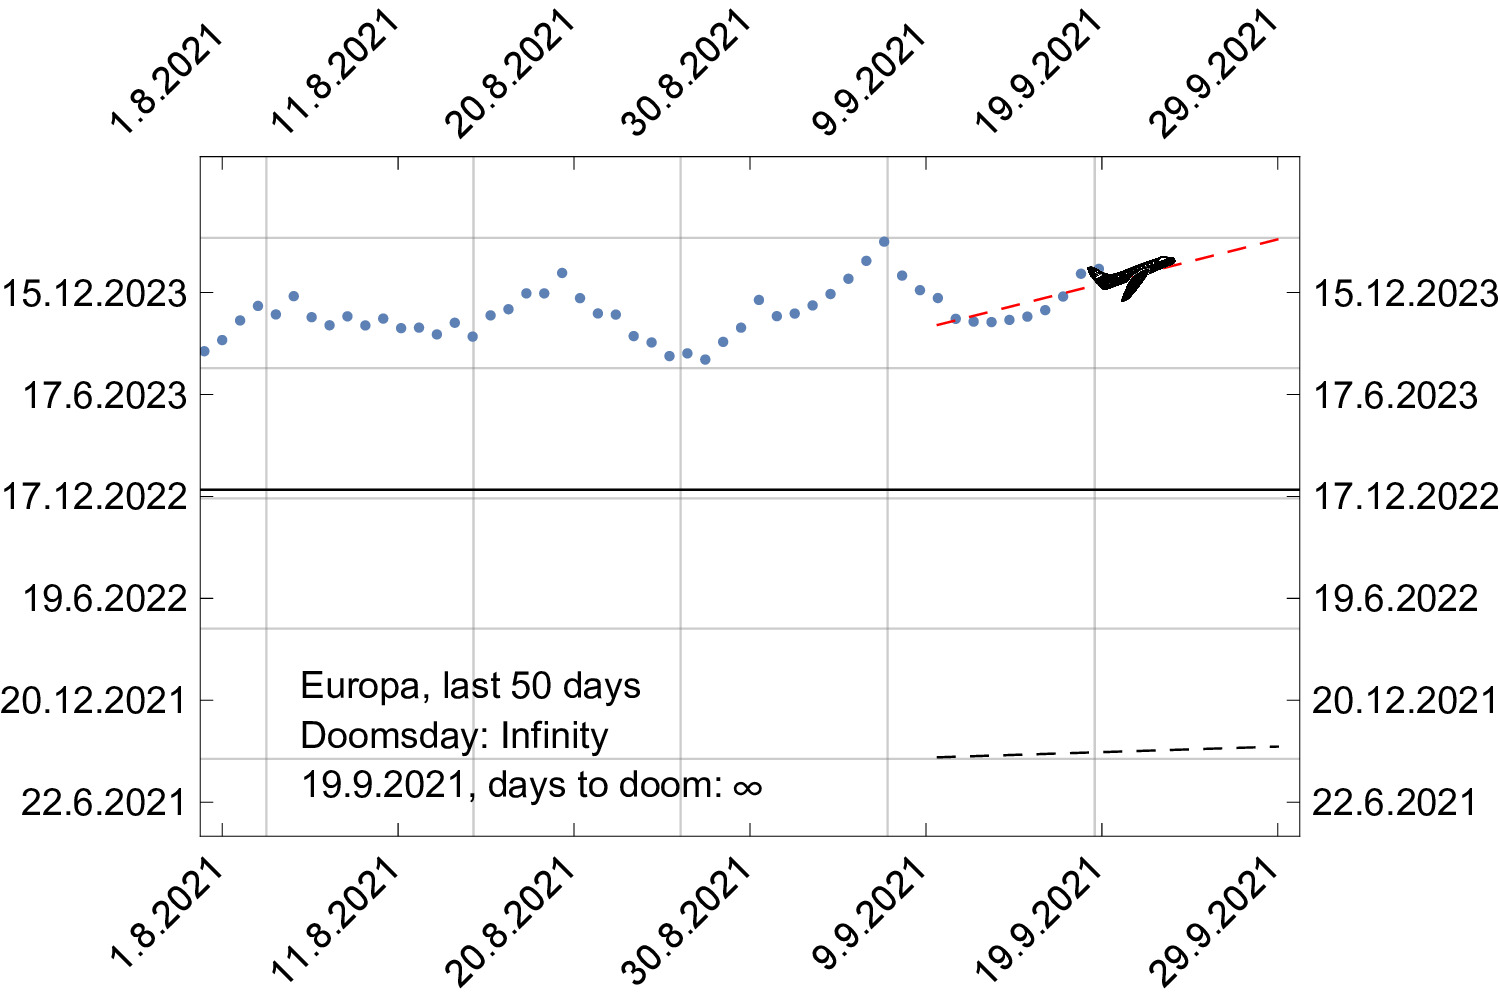 1.8.2021 11.8.2021 20.8.2021 30.8.2021 9.9.2021 19.9.2021 29.9.2021
15.12.2023 15.12.2023
17.6.2023 17.6.2023
17.12.2022 17.12.2022
19.6.2022 19.6.2022
Europa, last 50 days
20.12.2021 20.12.2021
Doomsday: Infinity
19.9.2021, days to doom: ∞
22.6.2021 22.6.2021
1.8.2021 11.8.2021 20.8.2021 30.8.2021 9.9.2021 19.9.2021 29.9.2021